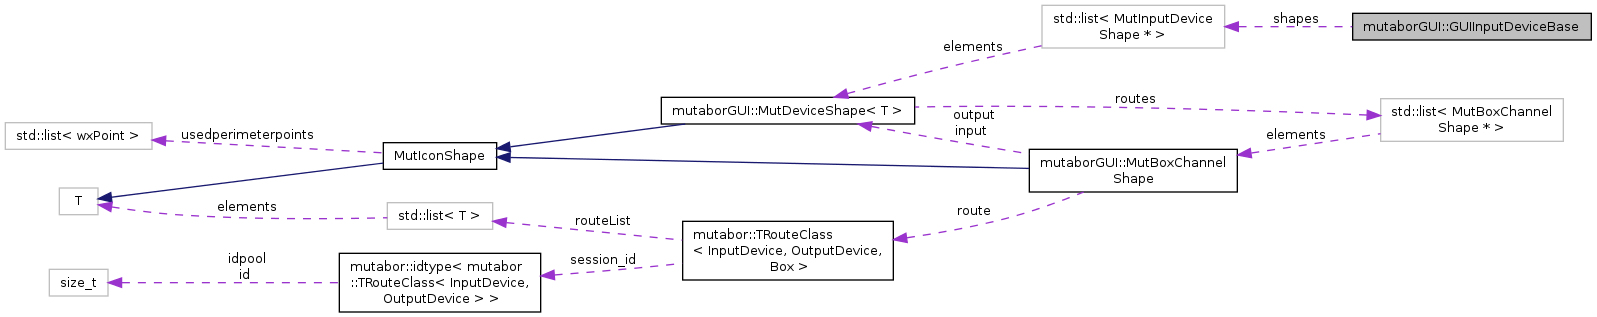 std::list< MutInputDevice
Shape * >
shapes
mutaborGUI::GUIInputDeviceBase
elements
mutaborGUI::MutDeviceShape< T >
routes
std::list< MutBoxChannel
Shape * >
output
input
elements
std::list< wxPoint >
usedperimeterpoints
MutIconShape
mutaborGUI::MutBoxChannel
Shape
T
elements
std::list< T >
routeList
route
mutabor::TRouteClass
< InputDevice, OutputDevice,
Box >
session_id
idpool
id
size_t
mutabor::idtype< mutabor
::TRouteClass< InputDevice,
OutputDevice > >